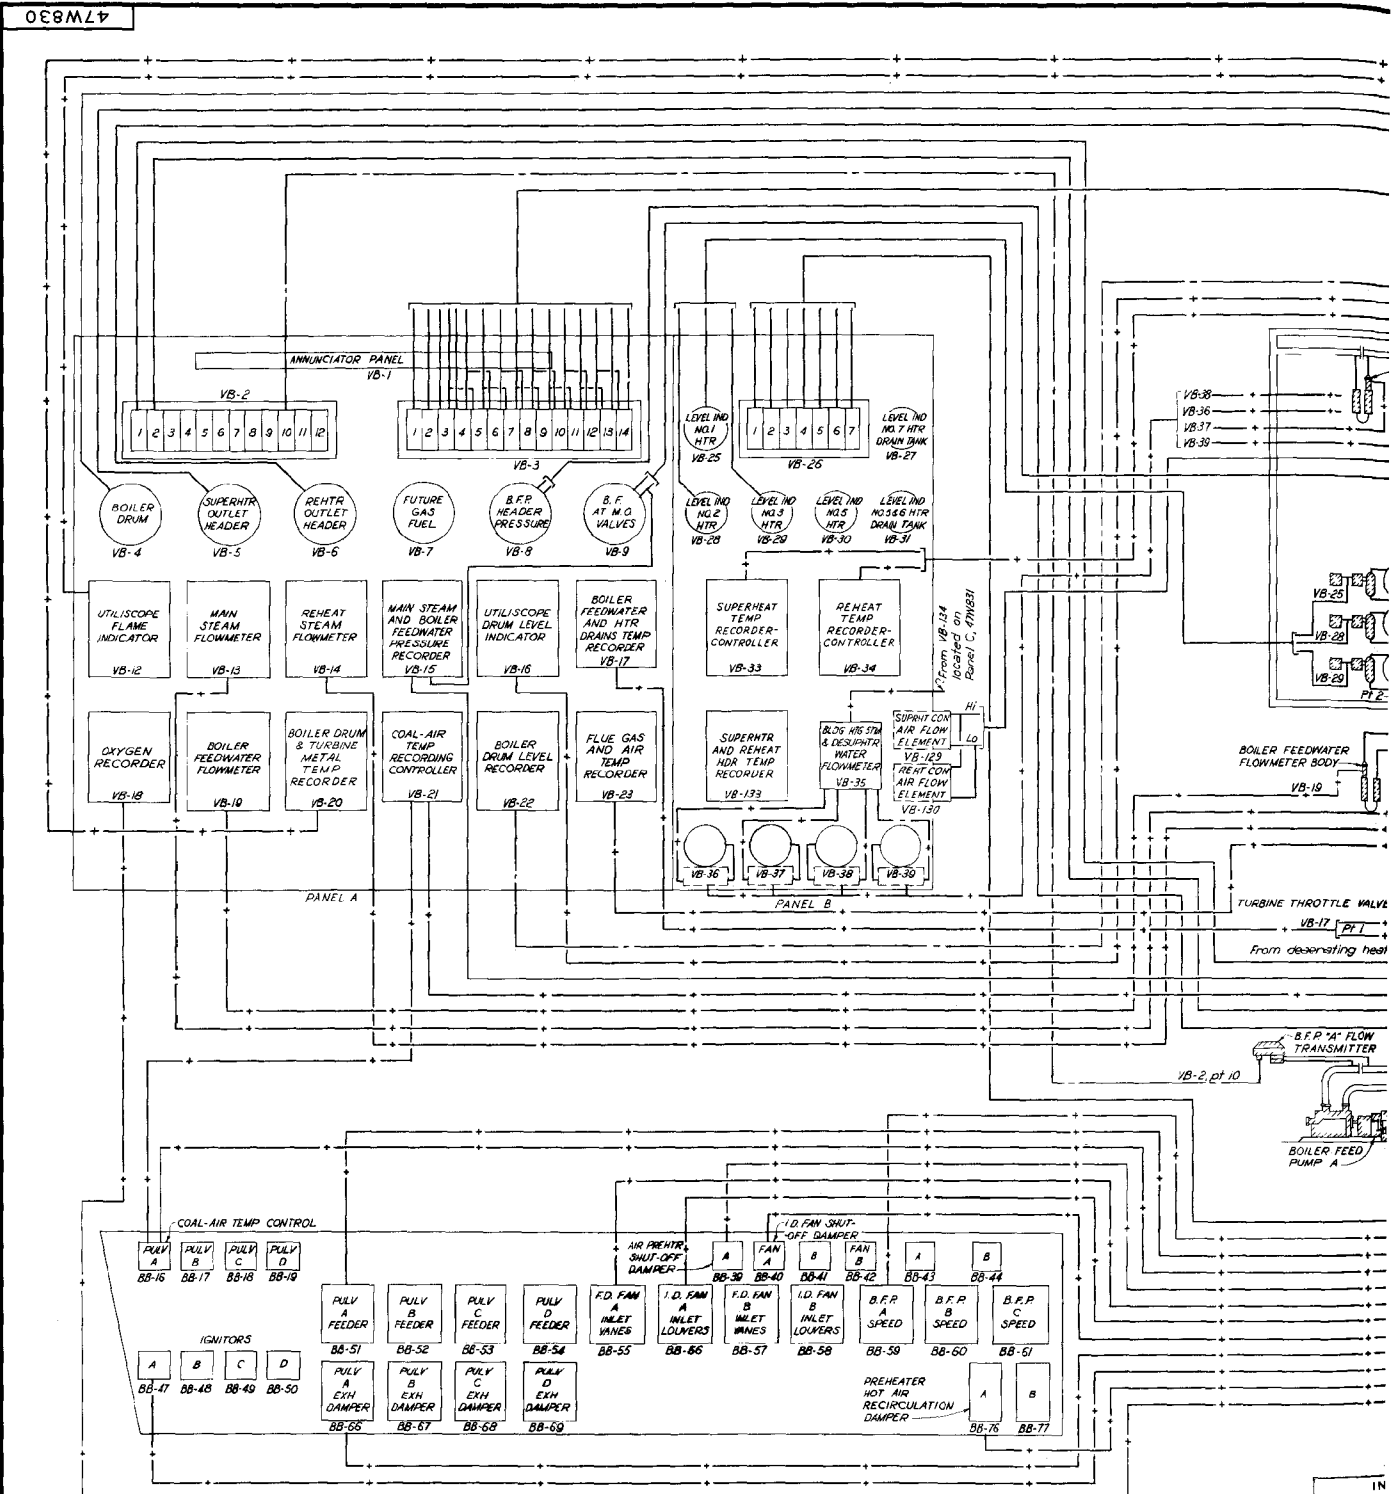 47W830
ANNUNCIATOR PANEL
VB-1
VB-2
1 2 3 4 5 6 7 8 9 10 11 12
1 2 3 4 5 6 7 8 9 10 11 12 13 14
VB-3
LEVEL IND
NO.1
HTR
VB-25
1 2 3 4 5 6 7
VB-26
LEVEL IND
NO. 7 HTR
DRAIN TANK
VB-27
VB-38
VB-36
VB-37
VB-39
BOILER
DRUM
VB-4
SUPERHTR
OUTLET
HEADER
VB-5
REHTR
OUTLET
HEADER
VB-6
FUTURE
GAS
FUEL
VB-7
B.F.P.
HEADER
PRESSURE
VB-8
B.F.
AT M.O.
VALVES
VB-9
LEVEL IND
NO.2
HTR
VB-28
LEVEL IND
NO.3
HTR
VB-29
LEVEL IND
NO.5
HTR
VB-30
LEVEL IND
NO.5&6 HTR
DRAIN TANK
VB-31
UTILISCOPE
FLAME
INDICATOR
VB-12
MAIN
STEAM
FLOWMETER
VB-13
REHEAT
STEAM
FLOWMETER
VB-14
MAIN STEAM
AND BOILER
FEEDWATER
PRESSURE
RECORDER
VB-15
UTILISCOPE
DRUM LEVEL
INDICATOR
VB-16
BOILER
FEEDWATER
AND HTR
DRAINS TEMP
RECORDER
VB-17
SUPERHEAT
TEMP
RECORDER-
CONTROLLER
VB-33
REHEAT
TEMP
RECORDER-
CONTROLLER
VB-34
From VB-134
located on
Panel C, 47W831
VB-25
VB-28
VB-29
Pt 2
OXYGEN
RECORDER
VB-18
BOILER
FEEDWATER
FLOWMETER
VB-19
BOILER DRUM
& TURBINE
METAL
TEMP
RECORDER
VB-20
COAL-AIR
TEMP
RECORDING
CONTROLLER
VB-21
BOILER
DRUM LEVEL
RECORDER
VB-22
FLUE GAS
AND AIR
TEMP
RECORDER
VB-23
SUPERHTR
AND REHEAT
HDR TEMP
RECORDER
VB-133
BLDG HTG STM
& DESUPHTR
WATER
FLOWMETER
VB-35
SUPRHT CON
AIR FLOW
ELEMENT
VB-129
REHT CON
AIR FLOW
ELEMENT
VB-130
Hi
Lo
BOILER FEEDWATER
FLOWMETER BODY
VB-19
VB-36
VB-37
VB-38
VB-39
PANEL A
PANEL B
TURBINE THROTTLE VALVE
VB-17
Pt 1
From deaerating heat
B.F.P. "A" FLOW
TRANSMITTER
VB-2, pt 10
BOILER FEED
PUMP A
COAL-AIR TEMP CONTROL
PULV
A
BB-16
PULV
B
BB-17
PULV
C
BB-18
PULV
D
BB-19
AIR PREHTR
SHUT-OFF
DAMPER
I.D. FAN SHUT-
OFF DAMPER
A
BB-39
FAN
A
BB-40
B
BB-41
FAN
B
BB-42
A
BB-43
B
BB-44
PULV
A
FEEDER
BB-51
PULV
B
FEEDER
BB-52
PULV
C
FEEDER
BB-53
PULV
D
FEEDER
BB-54
F.D. FAN
A
INLET
VANES
BB-55
I.D. FAN
A
INLET
LOUVERS
BB-56
F.D. FAN
B
INLET
VANES
BB-57
I.D. FAN
B
INLET
LOUVERS
BB-58
B.F.P.
A
SPEED
BB-59
B.F.P.
B
SPEED
BB-60
B.F.P.
C
SPEED
BB-61
IGNITORS
A
BB-47
B
BB-48
C
BB-49
D
BB-50
PULV
A
EXH
DAMPER
BB-66
PULV
B
EXH
DAMPER
BB-67
PULV
C
EXH
DAMPER
BB-68
PULV
D
EXH
DAMPER
BB-69
PREHEATER
HOT AIR
RECIRCULATION
DAMPER
A
BB-76
B
BB-77
IN